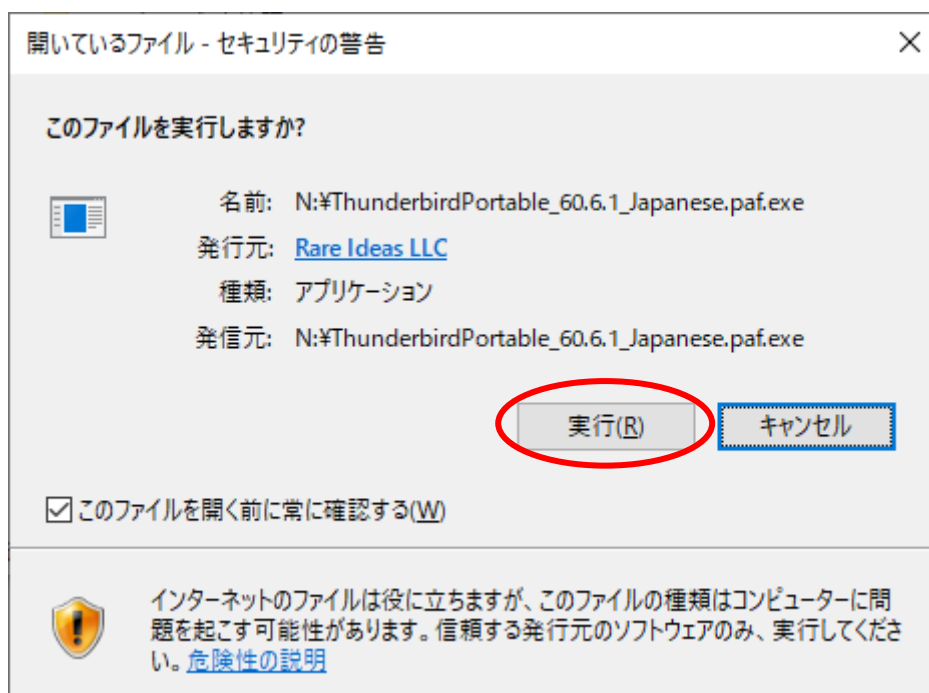 開いているファイル - セキュリティの警告
このファイルを実行しますか?
名前: N:¥ThunderbirdPortable_60.6.1_Japanese.paf.exe
発行元: Rare Ideas LLC
種類: アプリケーション
発信元: N:¥ThunderbirdPortable_60.6.1_Japanese.paf.exe
実行(R) キャンセル
このファイルを開く前に常に確認する(W)
インターネットのファイルは役に立ちますが、このファイルの種類はコンピューターに問
題を起こす可能性があります。信頼する発行元のソフトウェアのみ、実行してくださ
い。危険性の説明